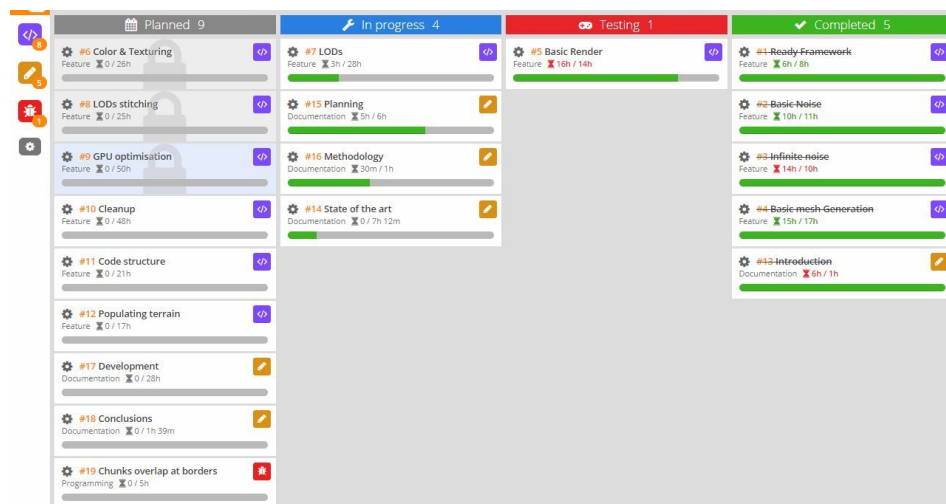 8
5
1
Planned 9
#6 Color & Texturing
Feature 0 / 26h
#8 LODs stitching
Feature 0 / 25h
#9 GPU optimisation
Feature 0 / 50h
#10 Cleanup
Feature 0 / 48h
#11 Code structure
Feature 0 / 21h
#12 Populating terrain
Feature 0 / 17h
#17 Development
Documentation 0 / 28h
#18 Conclusions
Documentation 0 / 1h 39m
#19 Chunks overlap at borders
Programming 0 / 5h
In progress 4
#7 LODs
Feature 3h / 28h
#15 Planning
Documentation 5h / 6h
#16 Methodology
Documentation 30m / 1h
#14 State of the art
Documentation 0 / 7h 12m
Testing 1
#5 Basic Render
Feature 16h / 14h
Completed 5
#1 Ready Framework
Feature 6h / 8h
#2 Basic Noise
Feature 10h / 11h
#3 Infinite noise
Feature 14h / 10h
#4 Basic mesh Generation
Feature 15h / 17h
#13 Introduction
Documentation 6h / 1h